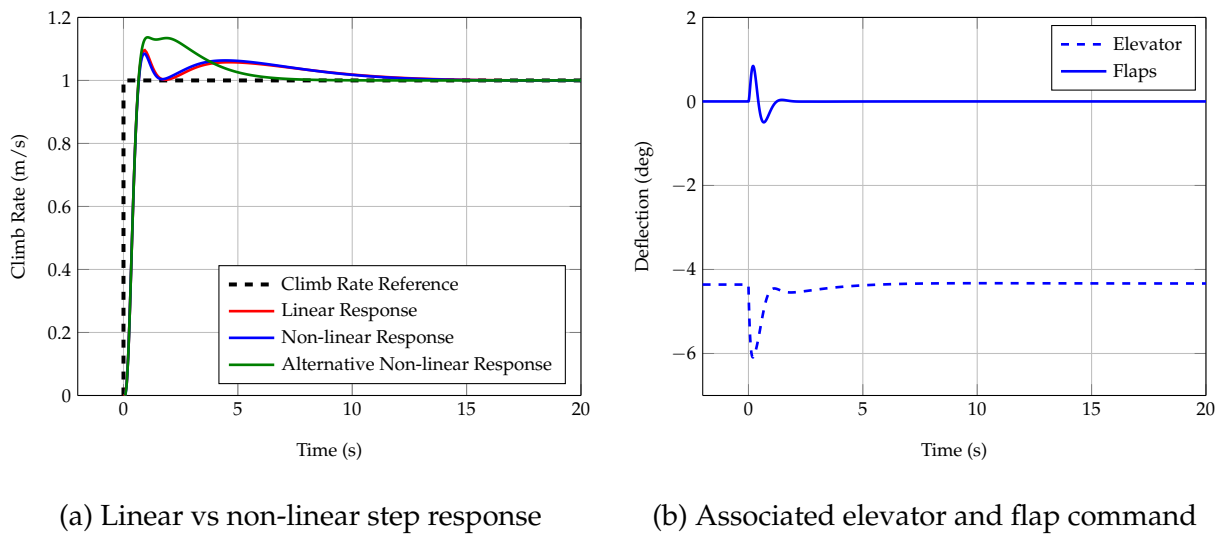 1.2
1
0.8
0.6
0.4
0.2
0
Climb Rate (m/s)
0
5
10
15
20
Time (s)
Climb Rate Reference
Linear Response
Non-linear Response
Alternative Non-linear Response
(a) Linear vs non-linear step response
2
0
−2
−4
−6
Deflection (deg)
0
5
10
15
20
Time (s)
Elevator
Flaps
(b) Associated elevator and flap command